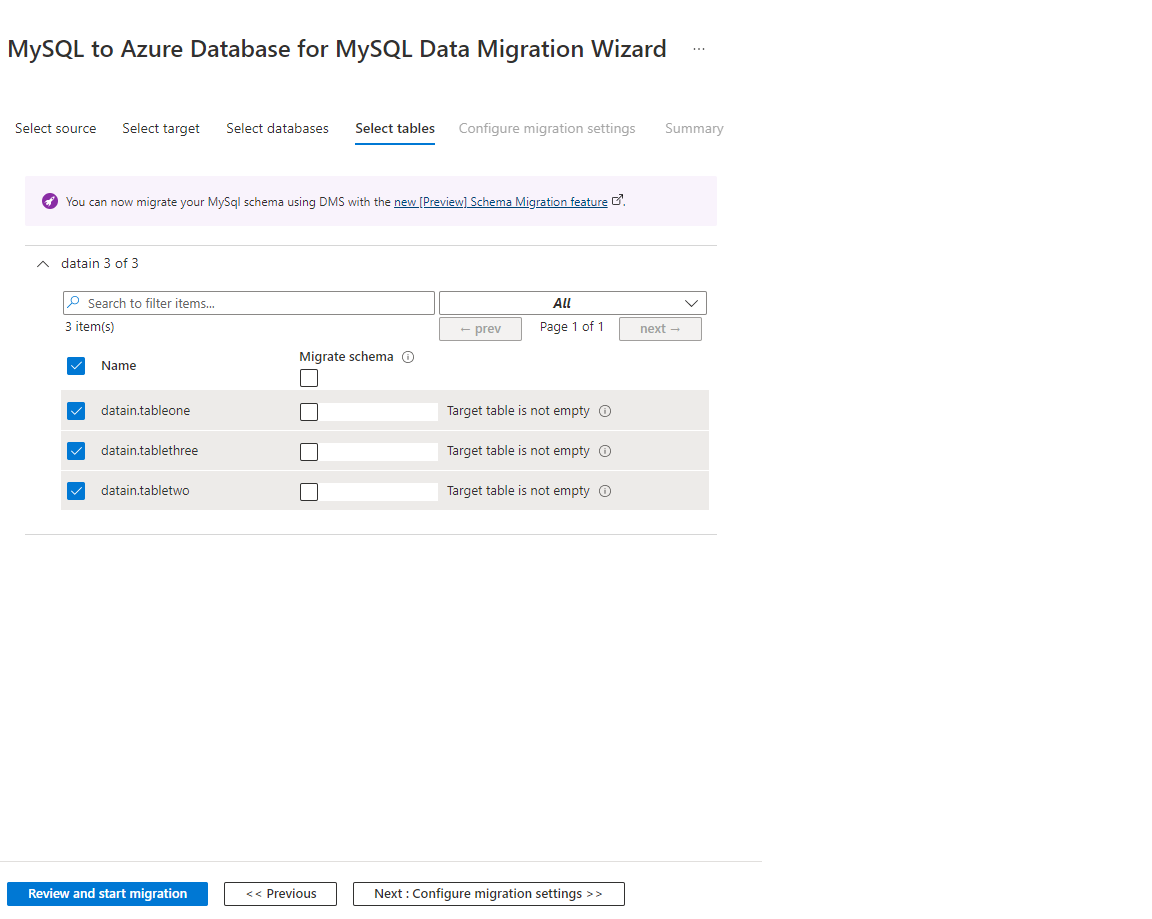 MySQL to Azure Database for MySQL Data Migration Wizard ...
Select source Select target Select databases Select tables Configure migration settings Summary
You can now migrate your MySql schema using DMS with the new [Preview] Schema Migration feature.
datain 3 of 3
Search to filter items... All
3 item(s) ← prev Page 1 of 1 next →
Name Migrate schema
datain.tableone Target table is not empty
datain.tablethree Target table is not empty
datain.tabletwo Target table is not empty
Review and start migration << Previous Next : Configure migration settings >>